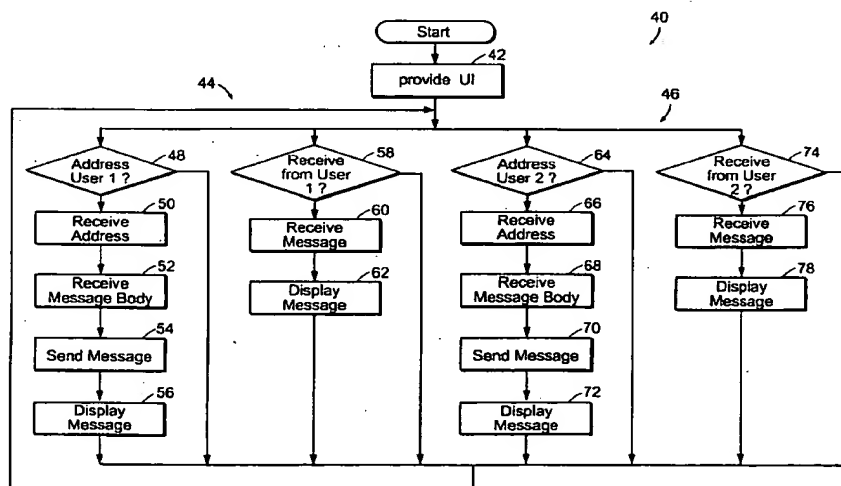 40
Start
42
provide UI
44
46
Address
User 1 ?
48
Receive
from User
1 ?
58
Address
User 2 ?
64
Receive
from User
2 ?
74
50
Receive
Address
60
Receive
Message
66
Receive
Address
76
Receive
Message
52
Receive
Message Body
62
Display
Message
68
Receive
Message Body
78
Display
Message
54
Send Message
70
Send Message
56
Display
Message
72
Display
Message